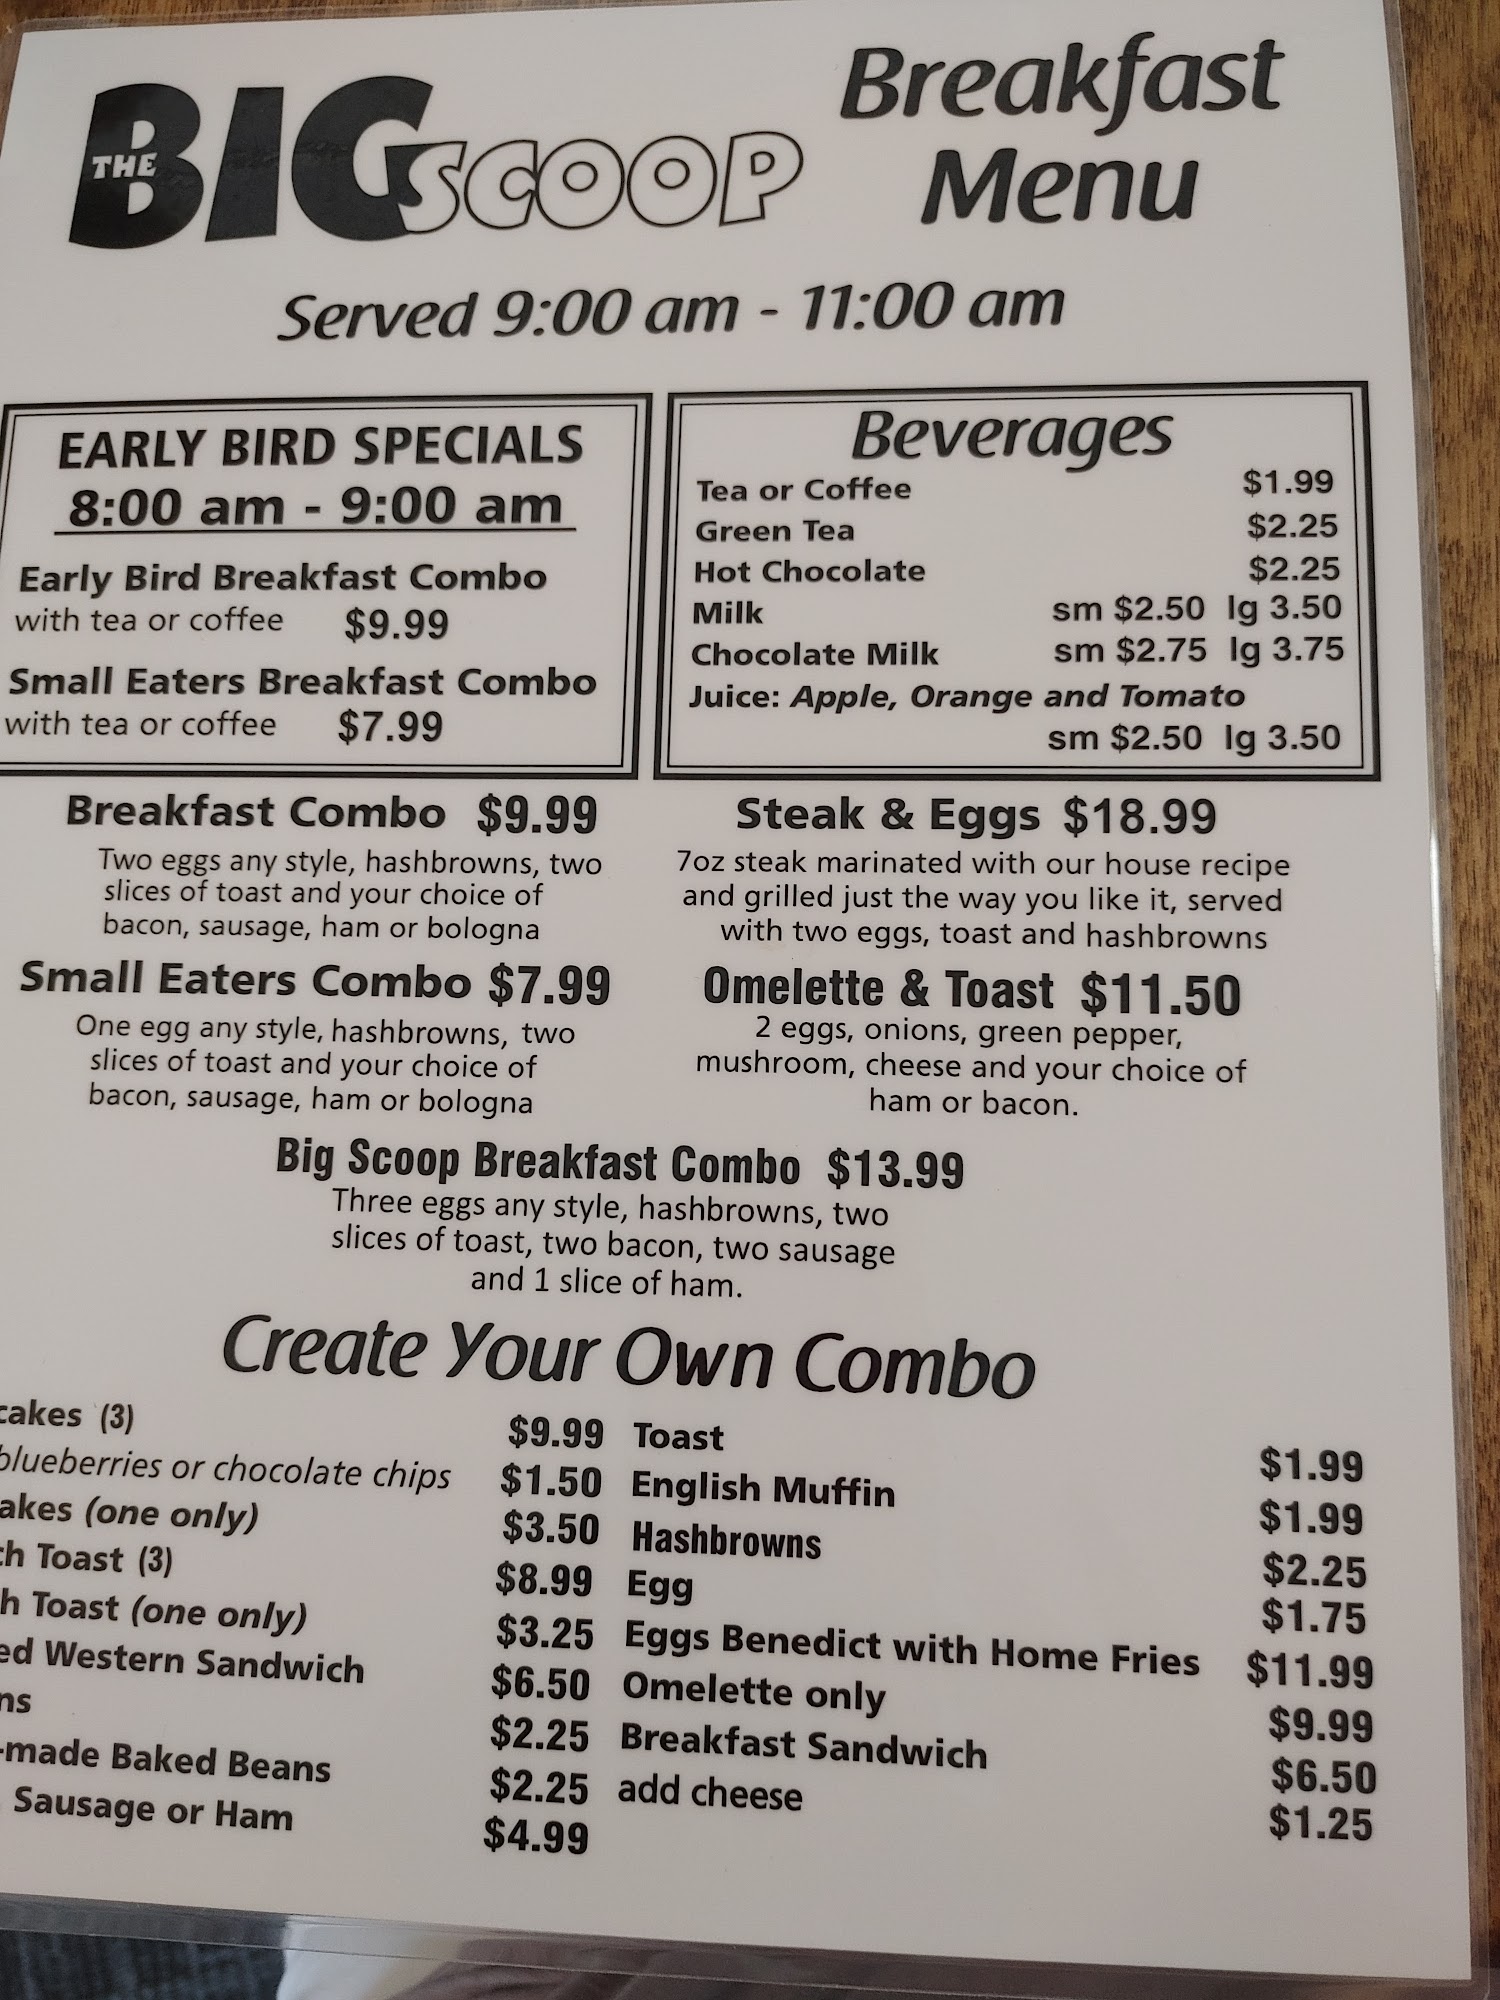 THE BIG SCOOP
Breakfast
Menu
Served 9:00 am - 11:00 am
EARLY BIRD SPECIALS
8:00 am - 9:00 am
Early Bird Breakfast Combo
with tea or coffee $9.99
Small Eaters Breakfast Combo
with tea or coffee $7.99
Beverages
Tea or Coffee $1.99
Green Tea $2.25
Hot Chocolate $2.25
Milk sm $2.50 lg 3.50
Chocolate Milk sm $2.75 lg 3.75
Juice: Apple, Orange and Tomato
sm $2.50 lg 3.50
Breakfast Combo $9.99
Two eggs any style, hashbrowns, two
slices of toast and your choice of
bacon, sausage, ham or bologna
Small Eaters Combo $7.99
One egg any style, hashbrowns, two
slices of toast and your choice of
bacon, sausage, ham or bologna
Steak & Eggs $18.99
7oz steak marinated with our house recipe
and grilled just the way you like it, served
with two eggs, toast and hashbrowns
Omelette & Toast $11.50
2 eggs, onions, green pepper,
mushroom, cheese and your choice of
ham or bacon.
Big Scoop Breakfast Combo $13.99
Three eggs any style, hashbrowns, two
slices of toast, two bacon, two sausage
and 1 slice of ham.
Create Your Own Combo
cakes (3) $9.99
blueberries or chocolate chips $1.50
akes (one only) $3.50
ch Toast (3) $8.99
h Toast (one only) $3.25
ed Western Sandwich $6.50
ns $2.25
-made Baked Beans $2.25
Sausage or Ham $4.99
Toast $1.99
English Muffin $1.99
Hashbrowns $2.25
Egg $1.75
Eggs Benedict with Home Fries $11.99
Omelette only $9.99
Breakfast Sandwich $6.50
add cheese $1.25